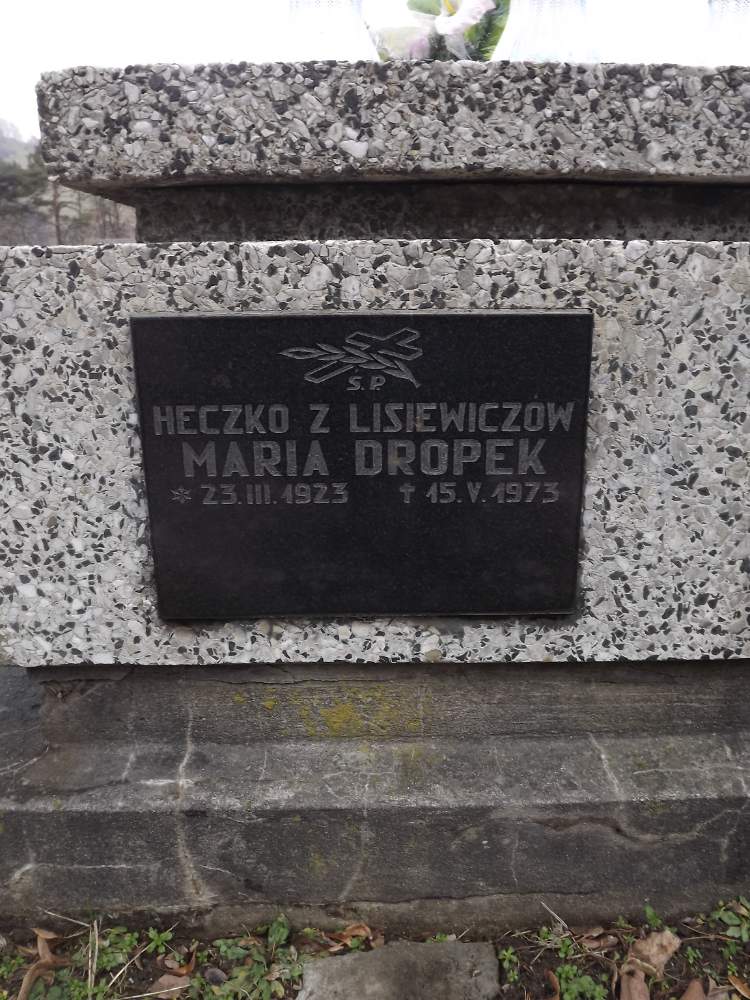 Ś.P.
HECZKO Z LISIEWICZÓW
MARIA DROPEK
* 23.III.1923 † 15.V.1973